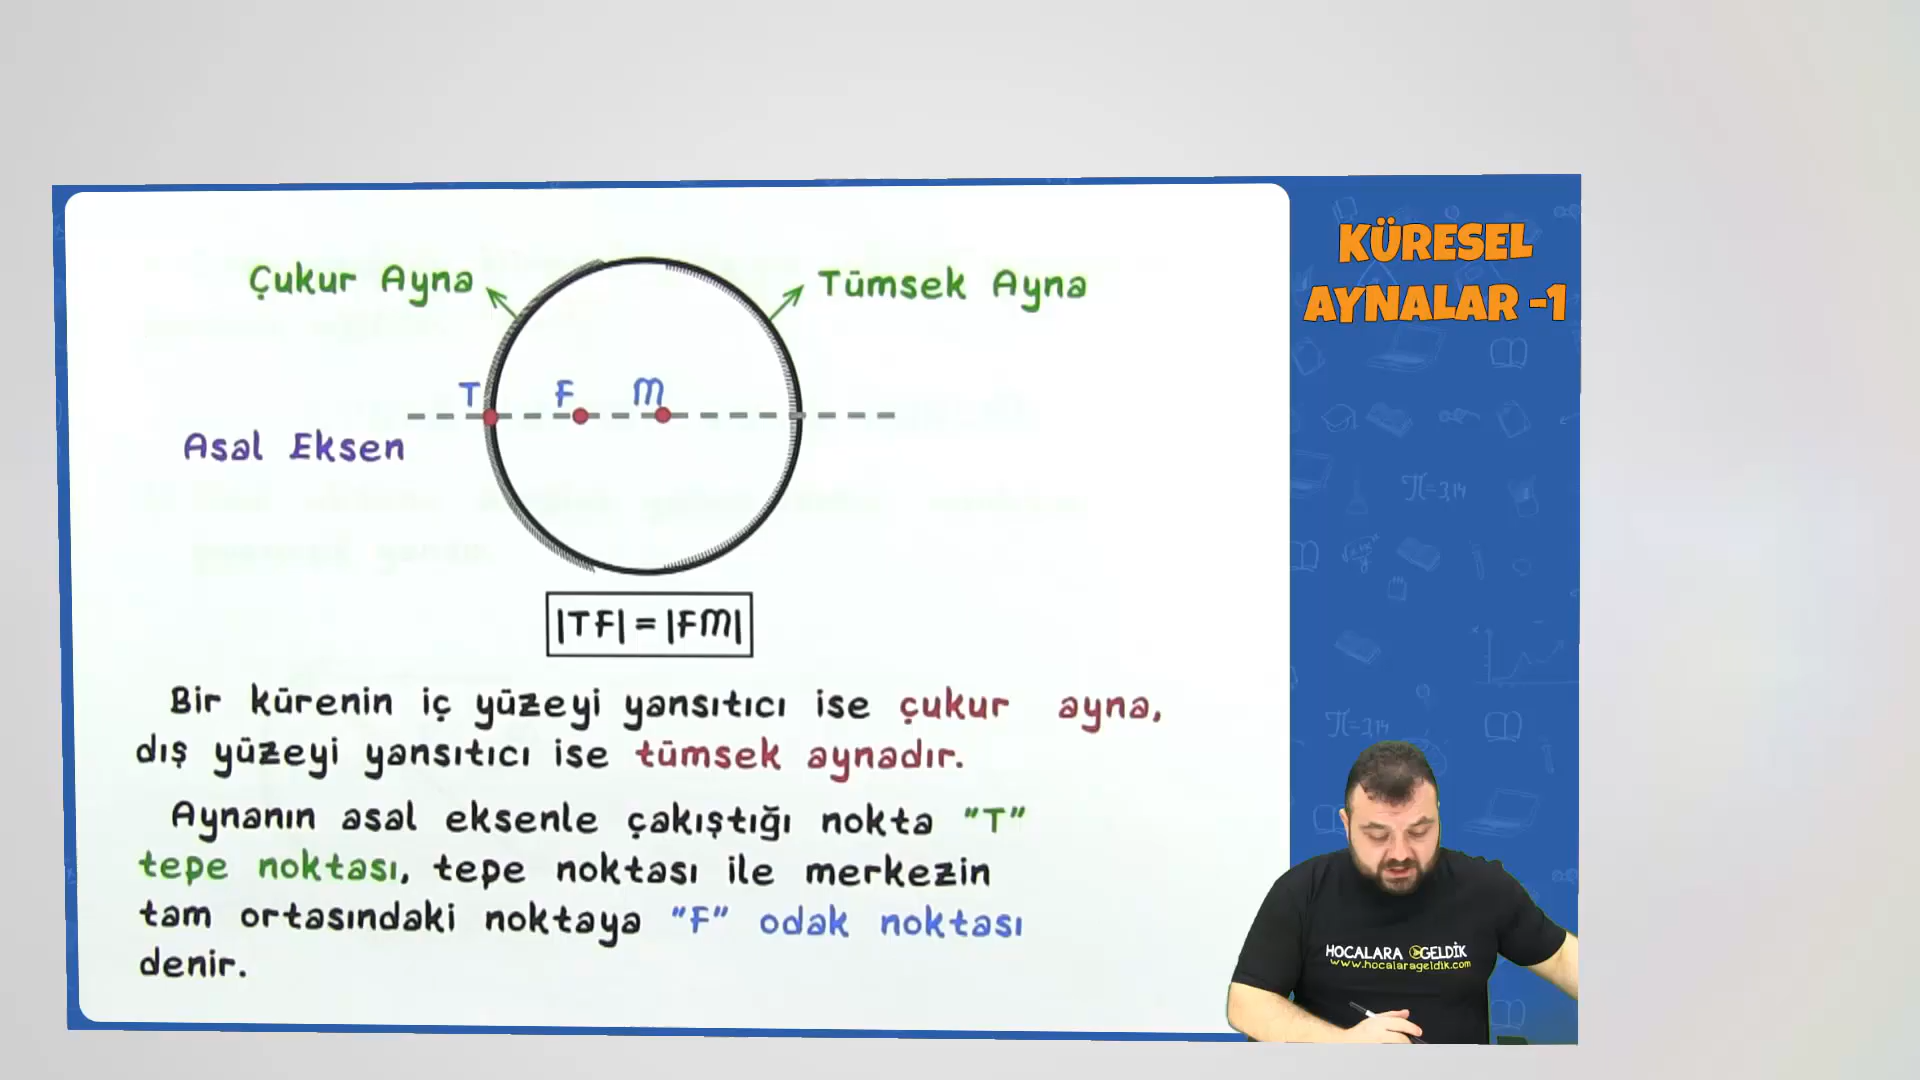 KÜRESEL
AYNALAR -1
Çukur Ayna
Tümsek Ayna
T
F
M
Asal Eksen
|TF| = |FM|
Bir kürenin iç yüzeyi yansıtıcı ise çukur ayna,
dış yüzeyi yansıtıcı ise tümsek aynadır.
Aynanın asal eksenle çakıştığı nokta "T"
tepe noktası, tepe noktası ile merkezin
tam ortasındaki noktaya "F" odak noktası
denir.
π=3,14
π=3,14
HOCALARA GELDİK
www.hocalarageldik.com